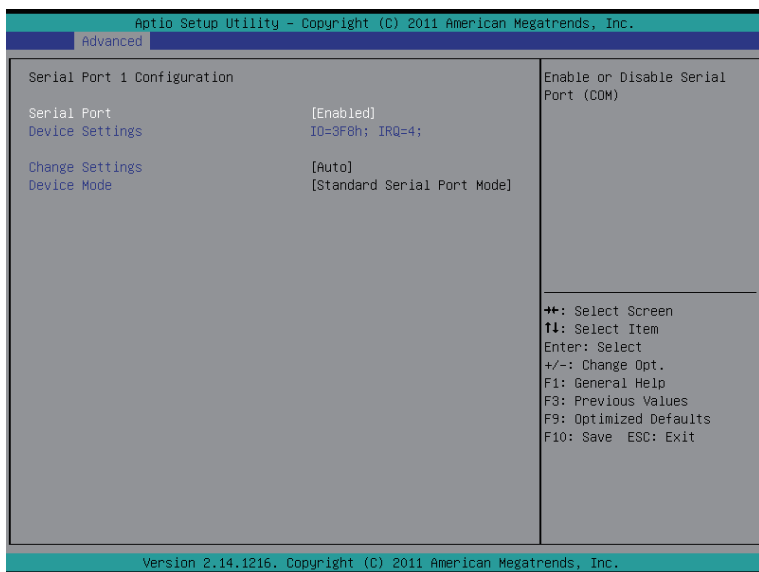 Aptio Setup Utility – Copyright (C) 2011 American Megatrends, Inc.
Advanced
Serial Port 1 Configuration
Serial Port [Enabled]
Device Settings IO=3F8h; IRQ=4;
Change Settings [Auto]
Device Mode [Standard Serial Port Mode]
Enable or Disable Serial
Port (COM)
→←: Select Screen
↑↓: Select Item
Enter: Select
+/-: Change Opt.
F1: General Help
F3: Previous Values
F9: Optimized Defaults
F10: Save ESC: Exit
Version 2.14.1216. Copyright (C) 2011 American Megatrends, Inc.